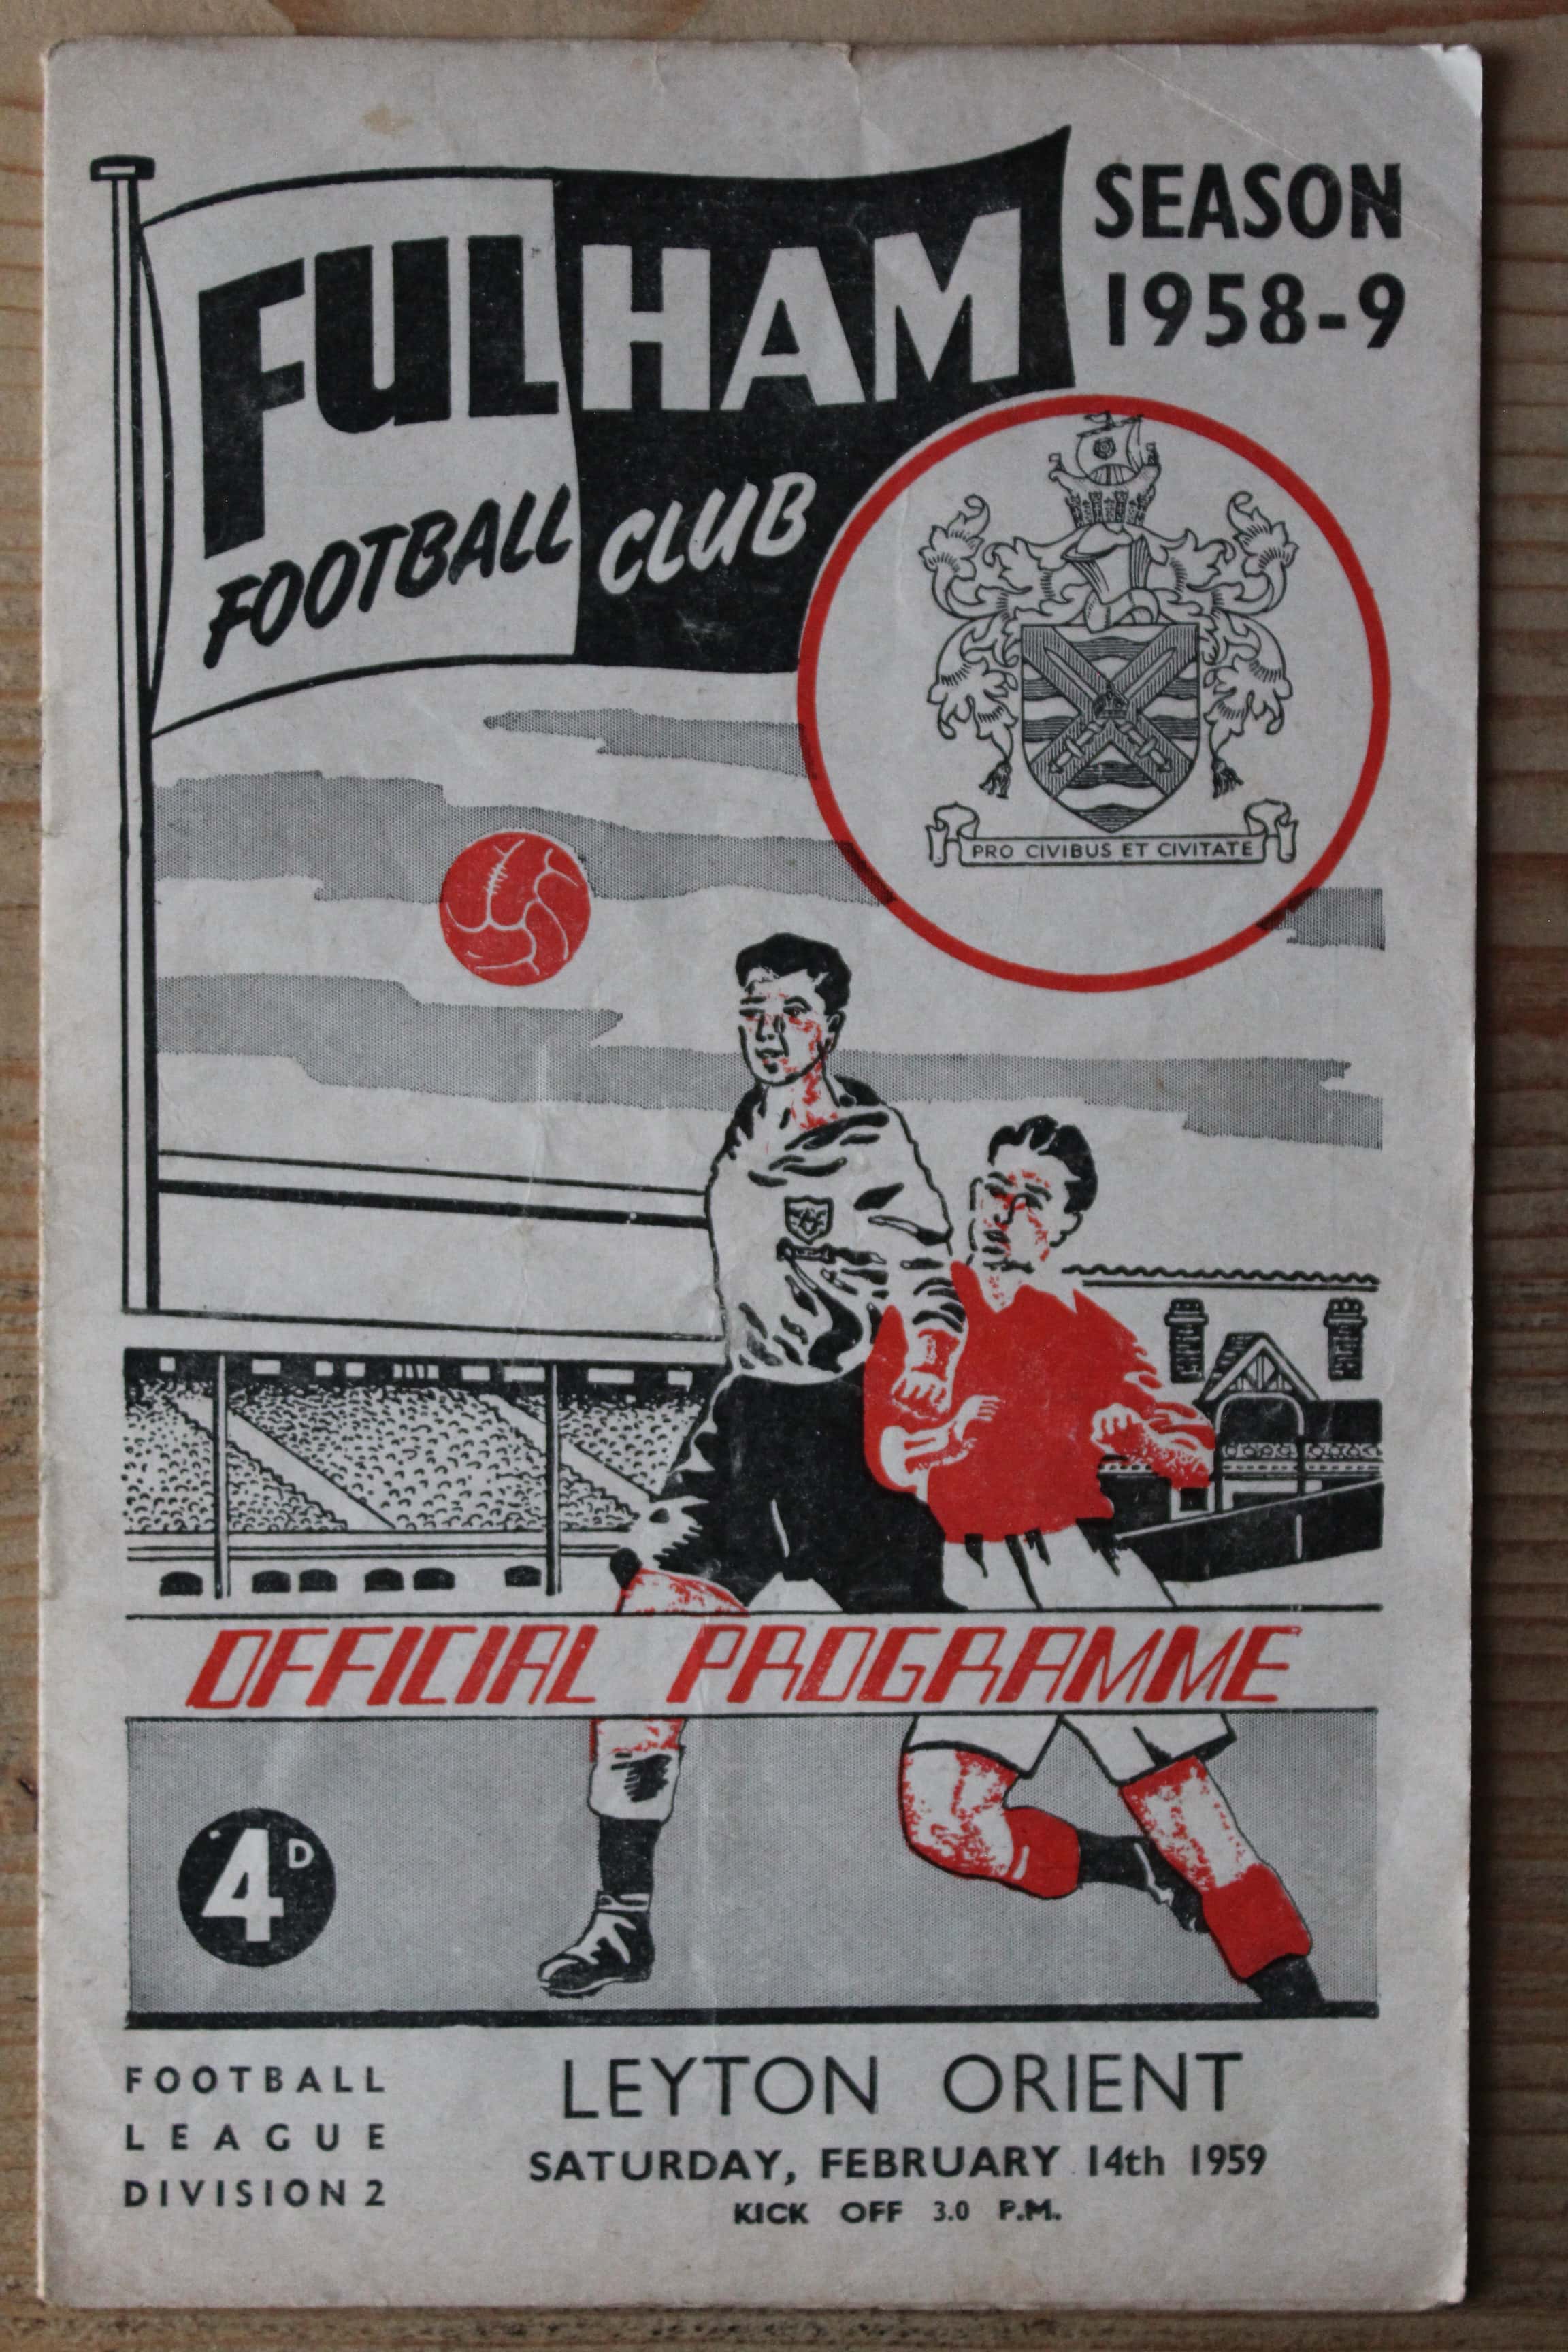 FULHAM
FOOTBALL CLUB
SEASON
1958-9
PRO CIVIBUS ET CIVITATE
OFFICIAL PROGRAMME
4D
FOOTBALL
LEAGUE
DIVISION 2
LEYTON ORIENT
SATURDAY, FEBRUARY 14th 1959
KICK OFF 3.0 P.M.